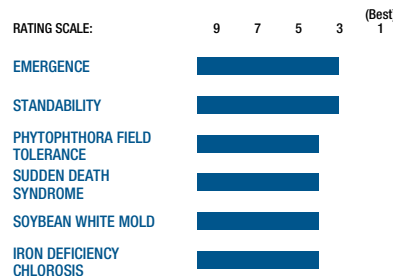 (Best)
RATING SCALE: 9 7 5 3 1
EMERGENCE
STANDABILITY
PHYTOPHTHORA FIELD
TOLERANCE
SUDDEN DEATH
SYNDROME
SOYBEAN WHITE MOLD
IRON DEFICIENCY
CHLOROSIS